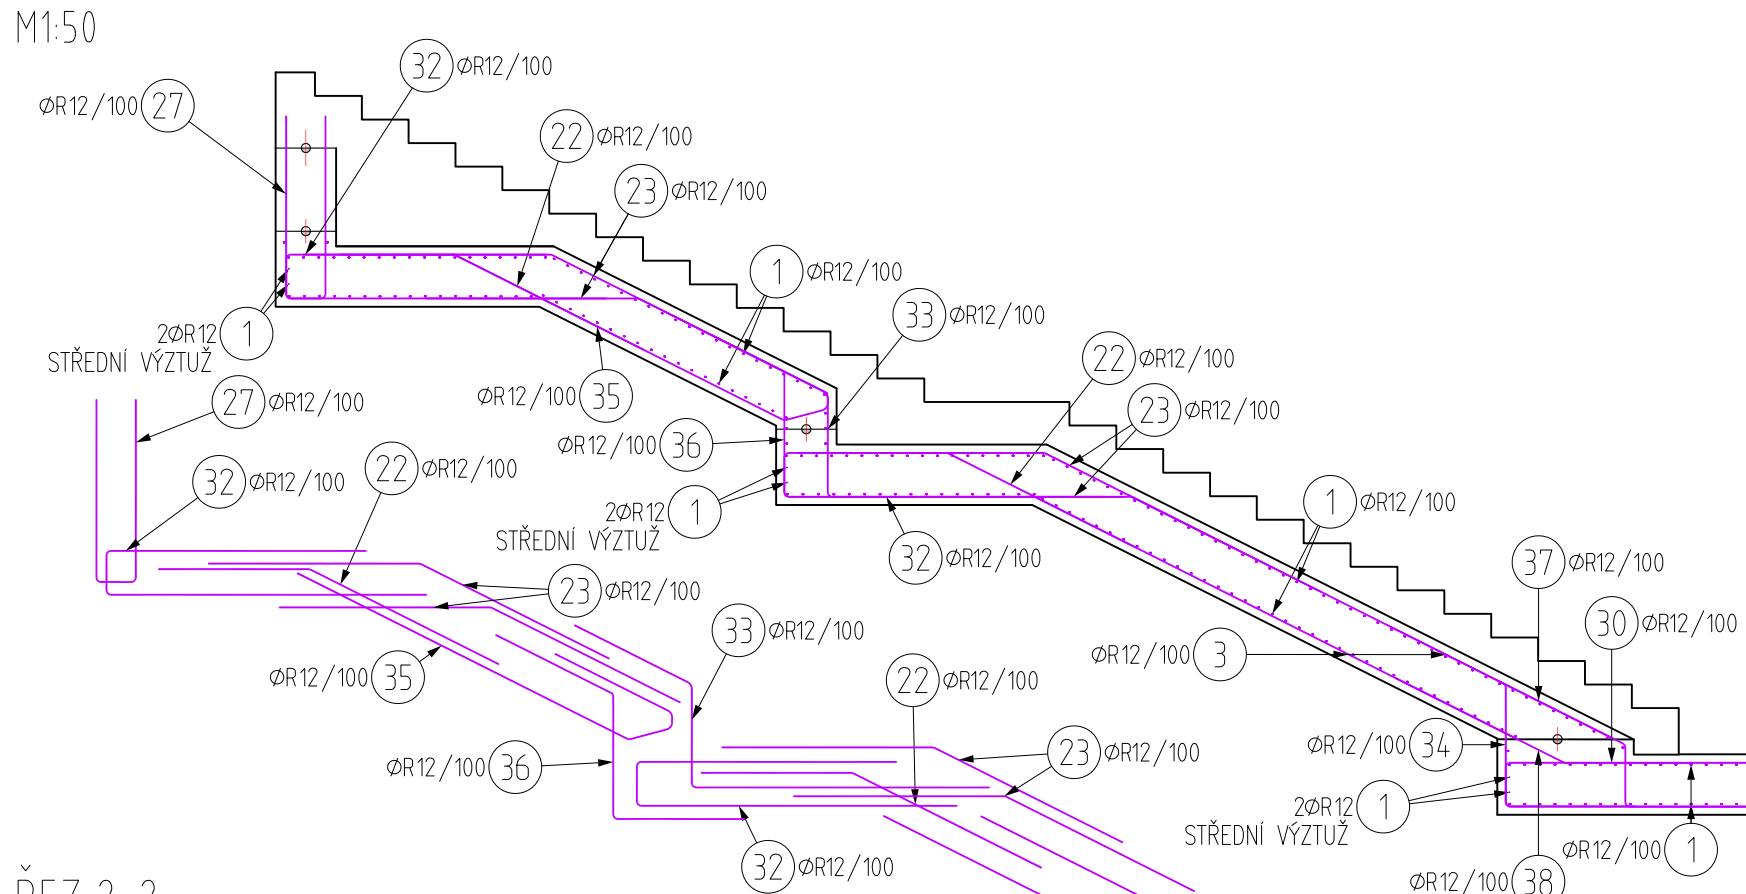 M1:50
32 ØR12/100
ØR12/100 27
22 ØR12/100
23 ØR12/100
1 ØR12/100
33 ØR12/100
2ØR12 1
STŘEDNÍ VÝZTUŽ
22 ØR12/100
ØR12/100 35
27 ØR12/100
23 ØR12/100
ØR12/100 36
22 ØR12/100
32 ØR12/100
1 ØR12/100
2ØR12 1
STŘEDNÍ VÝZTUŽ
32 ØR12/100
37 ØR12/100
23 ØR12/100
30 ØR12/100
33 ØR12/100
ØR12/100 3
ØR12/100 35
22 ØR12/100
ØR12/100 34
23 ØR12/100
ØR12/100 36
2ØR12 1
STŘEDNÍ VÝZTUŽ
ØR12/100 1
32 ØR12/100
ØR12/100 38